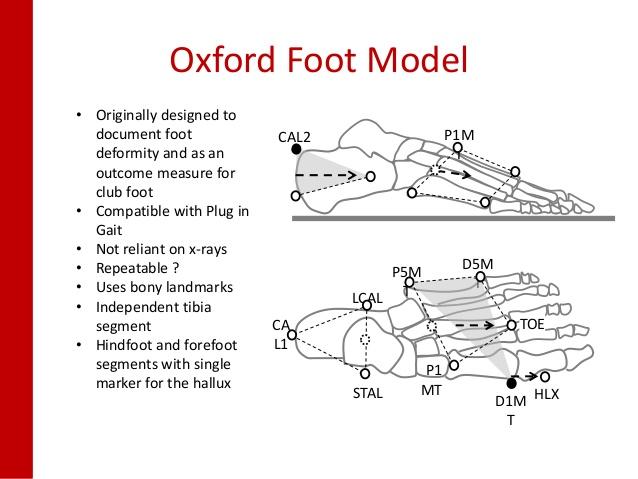 Oxford Foot Model
• Originally designed to
document foot
deformity and as an
outcome measure for
club foot
• Compatible with Plug in
Gait
• Not reliant on x-rays
• Repeatable ?
• Uses bony landmarks
• Independent tibia
segment
• Hindfoot and forefoot
segments with single
marker for the hallux
CAL2
P1M
T
P5M
T
D5M
T
LCAL
CA
L1
TOE
STAL
P1
MT
D1M
T
HLX